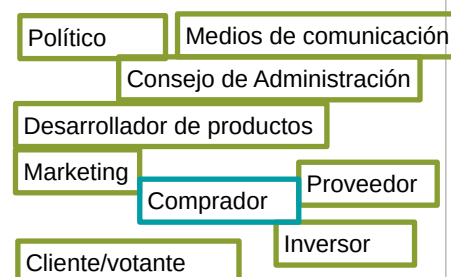 Político
Medios de comunicación
Consejo de Administración
Desarrollador de productos
Marketing
Proveedor
Comprador
Inversor
Cliente/votante